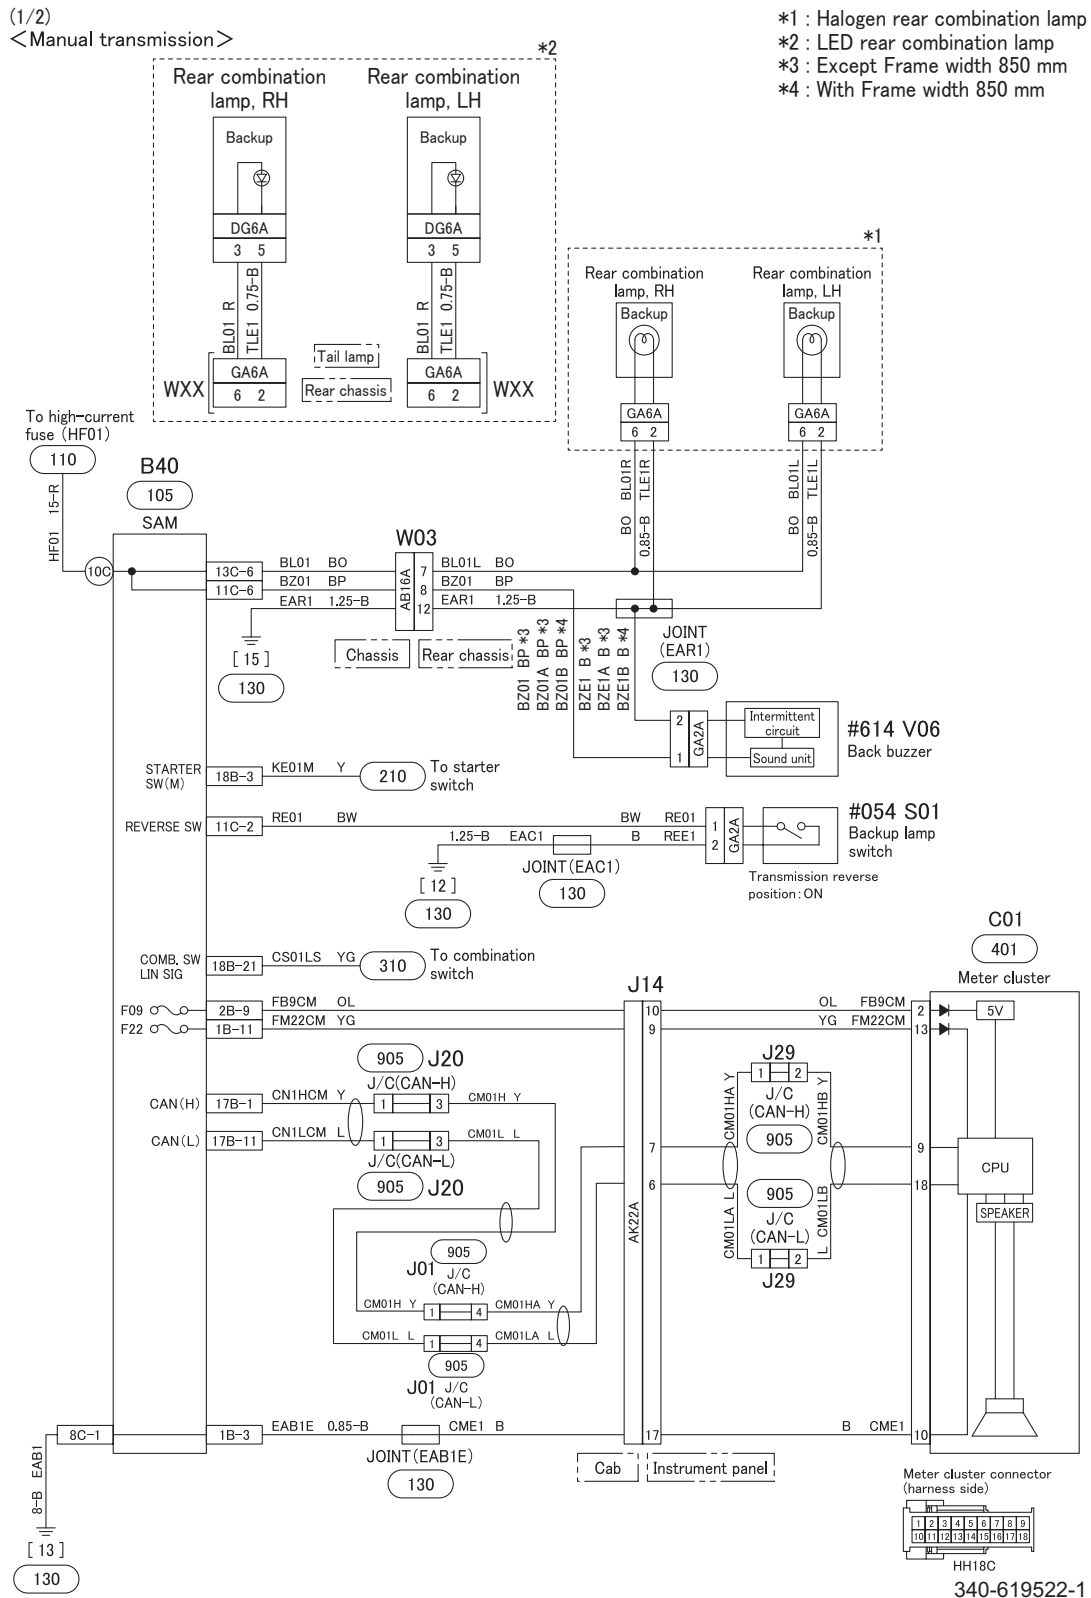 (1/2)
<Manual transmission>
*1 : Halogen rear combination lamp
*2 : LED rear combination lamp
*3 : Except Frame width 850 mm
*4 : With Frame width 850 mm
*2
Rear combination
lamp, RH
Rear combination
lamp, LH
Backup
Backup
DG6A
3 5
DG6A
3 5
BL01 R
TLE1 0.75-B
BL01 R
TLE1 0.75-B
Tail lamp
Rear chassis
WXX
GA6A
6 2
GA6A
6 2
WXX
*1
Rear combination
lamp, RH
Rear combination
lamp, LH
Backup
Backup
GA6A
6 2
GA6A
6 2
BO BL01R
0.85-B TLE1R
BO BL01L
0.85-B TLE1L
To high-current
fuse (HF01)
110
HF01 15-R
B40
105
SAM
10C
13C-6
11C-6
BL01 BO
BZ01 BP
EAR1 1.25-B
W03
AB16A
7
8
12
BL01L BO
BZ01 BP
EAR1 1.25-B
[ 15 ]
130
Chassis
Rear chassis
BZ01 BP *3
BZ01A BP *3
BZ01B BP *4
BZE1 B *3
BZE1A B *3
BZE1B B *4
JOINT
(EAR1)
130
2
1
GA2A
Intermittent
circuit
Sound unit
#614 V06
Back buzzer
STARTER
SW(M)
18B-3
KE01M Y
210
To starter
switch
REVERSE SW
11C-2
RE01 BW
BW RE01
1.25-B EAC1
B REE1
JOINT(EAC1)
130
[ 12 ]
130
1
2
GA2A
#054 S01
Backup lamp
switch
Transmission reverse
position:ON
COMB. SW
LIN SIG
18B-21
CS01LS YG
310
To combination
switch
C01
401
Meter cluster
F09
2B-9
FB9CM OL
F22
1B-11
FM22CM YG
J14
10
9
OL FB9CM
YG FM22CM
2
13
5V
905
J20
J/C(CAN-H)
CAN(H)
17B-1
CN1HCM Y
1 3
CM01H Y
CAN(L)
17B-11
CN1LCM L
1 3
CM01L L
J/C(CAN-L)
905
J20
J29
1 2
J/C
(CAN-H)
905
CM01HA Y
CM01HB Y
7
6
9
18
CPU
SPEAKER
905
J/C
(CAN-L)
1 2
J29
CM01LA L
L CM01LB
AK22A
905
J01
J/C
(CAN-H)
CM01H Y
1 4
CM01HA Y
CM01L L
1 4
CM01LA L
905
J01
J/C
(CAN-L)
8C-1
1B-3
EAB1E 0.85-B
CME1 B
17
B CME1
10
JOINT(EAB1E)
130
Cab
Instrument panel
8-B EAB1
[ 13 ]
130
Meter cluster connector
(harness side)
1 2 3 4 5 6 7 8 9
10 11 12 13 14 15 16 17 18
HH18C
340-619522-1